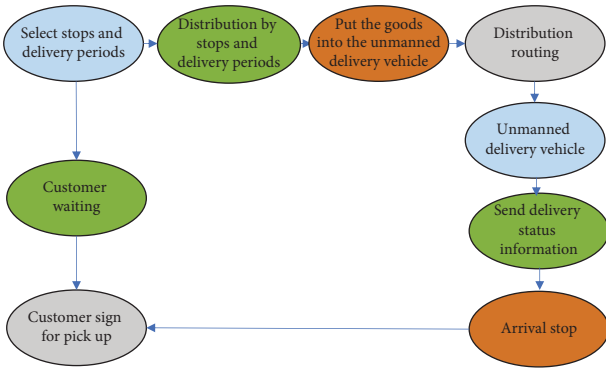 Select stops and
delivery periods
Distribution by
stops and
delivery periods
Put the goods
into the unmanned
delivery vehicle
Distribution
routing
Unmanned
delivery vehicle
Customer
waiting
Send delivery
status
information
Customer sign
for pick up
Arrival stop